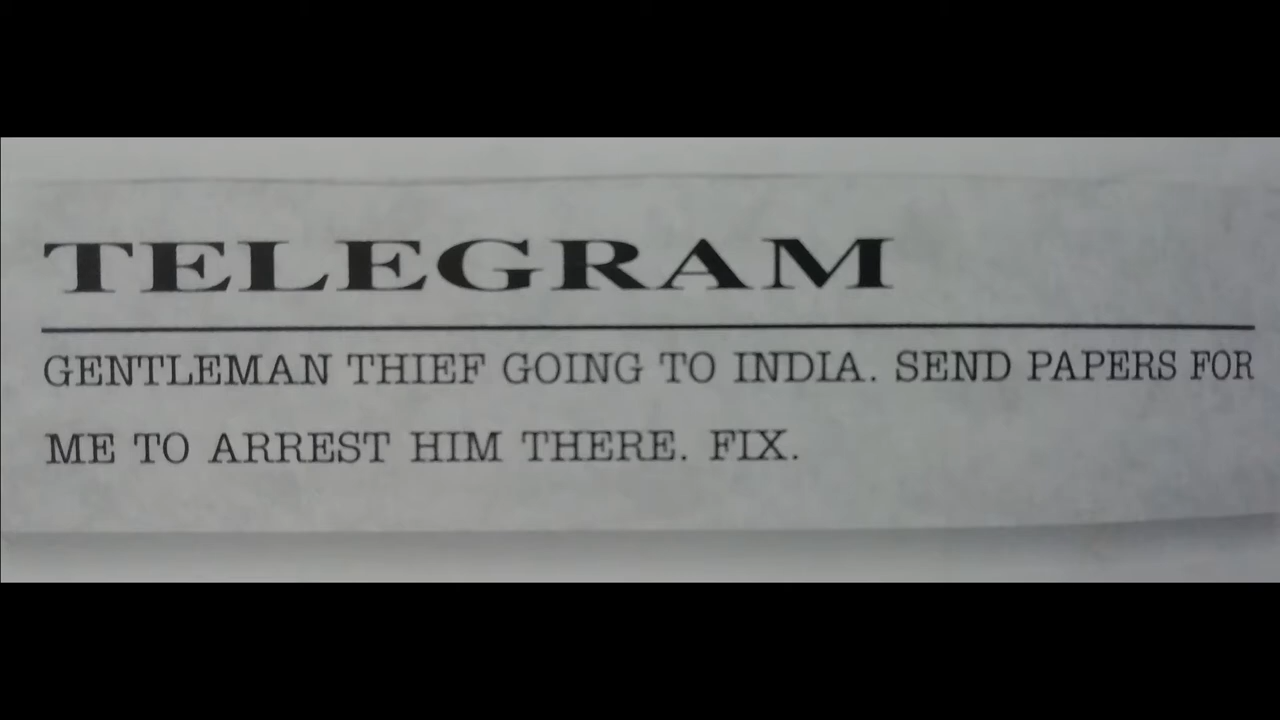 TELEGRAM
GENTLEMAN THIEF GOING TO INDIA. SEND PAPERS FOR
ME TO ARREST HIM THERE. FIX.